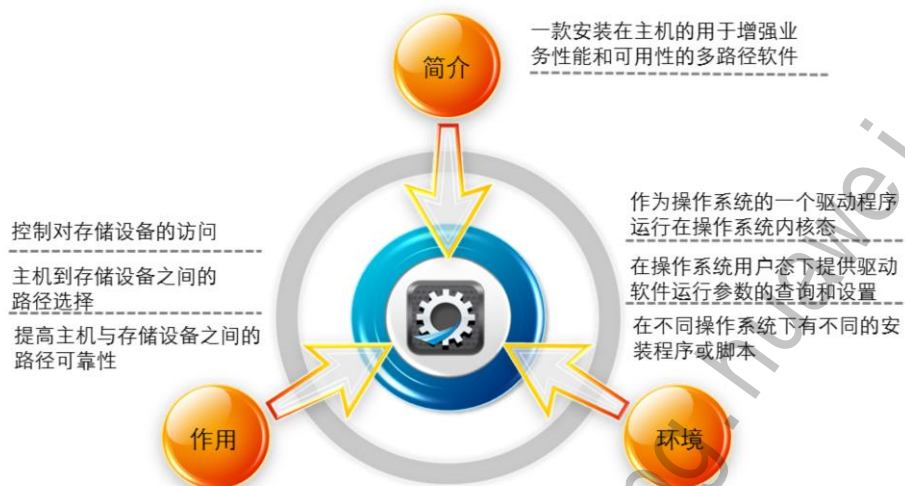 简介
一款安装在主机的用于增强业
务性能和可用性的多路径软件
控制对存储设备的访问
主机到存储设备之间的
路径选择
提高主机与存储设备之间的
路径可靠性
作用
作为操作系统的一个驱动程序
运行在操作系统内核态
在操作系统用户态下提供驱动
软件运行参数的查询和设置
在不同操作系统下有不同的安
装程序或脚本
环境
ng.huawei